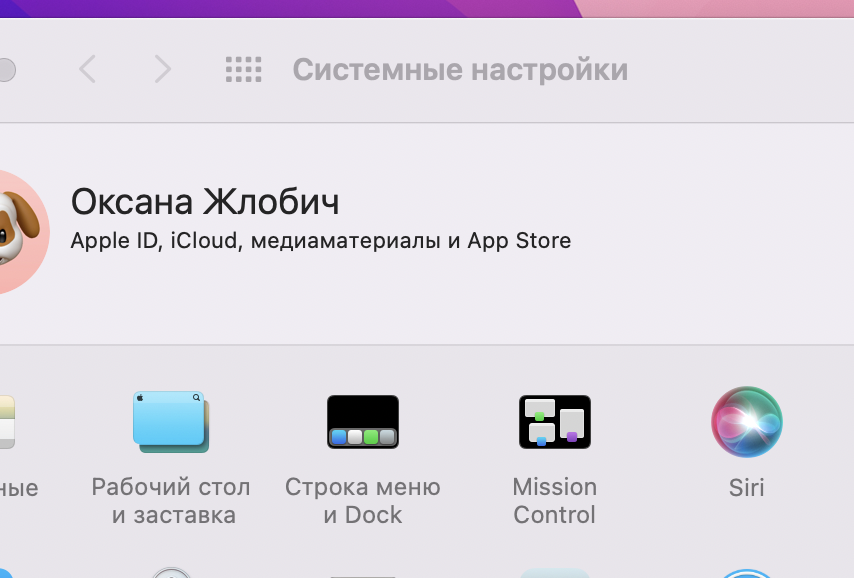 Системные настройки
Оксана Жлобич
Apple ID, iCloud, медиаматериалы и App Store
ные
Рабочий стол
и заставка
Строка меню
и Dock
Mission
Control
Siri